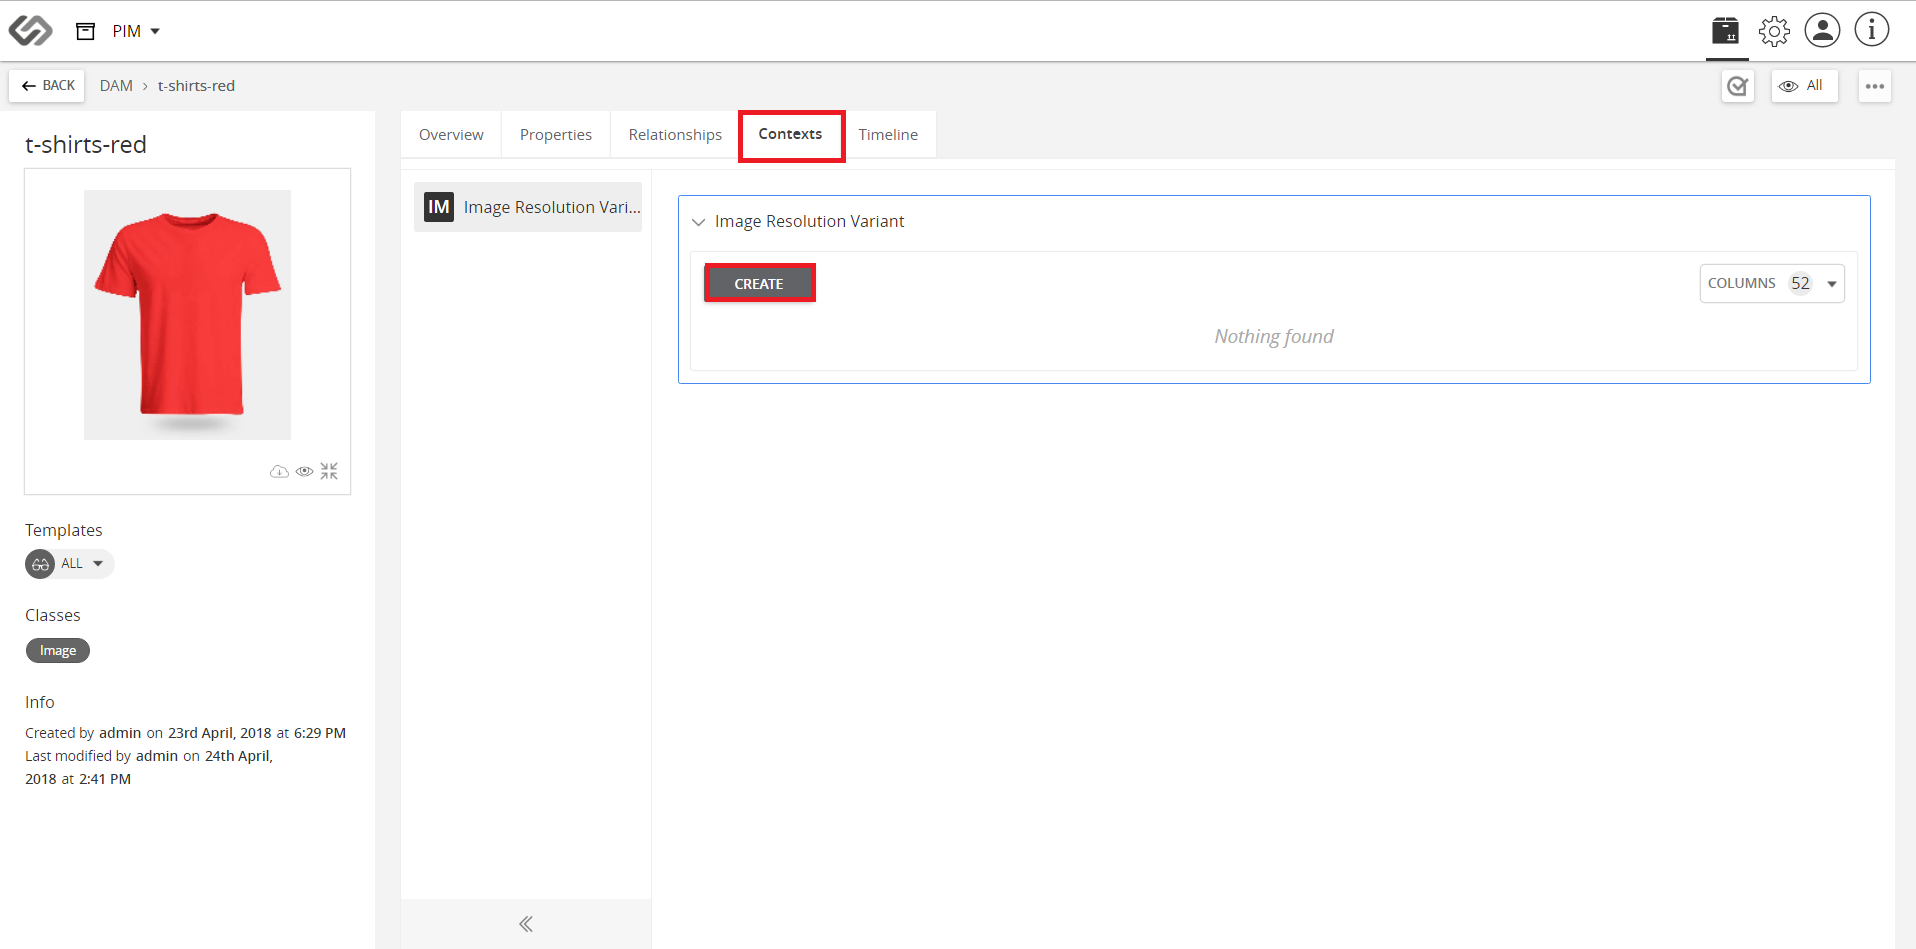 PIM
BACK
DAM › t-shirts-red
All
t-shirts-red
Overview
Properties
Relationships
Contexts
Timeline
IM Image Resolution Vari...
Image Resolution Variant
CREATE
COLUMNS 52
Nothing found
Templates
ALL
Classes
Image
Info
Created by admin on 23rd April, 2018 at 6:29 PM
Last modified by admin on 24th April,
2018 at 2:41 PM